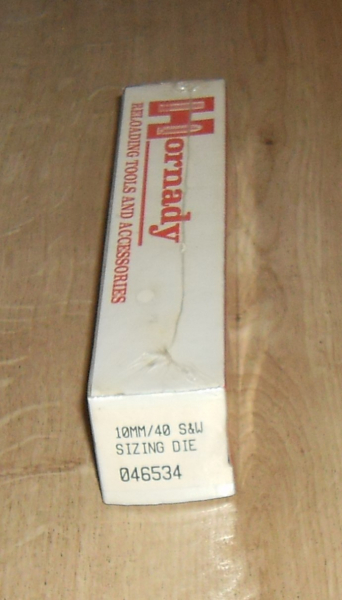 Hornady
RELOADING TOOLS AND ACCESSORIES
10MM/40 S&W
SIZING DIE
046534